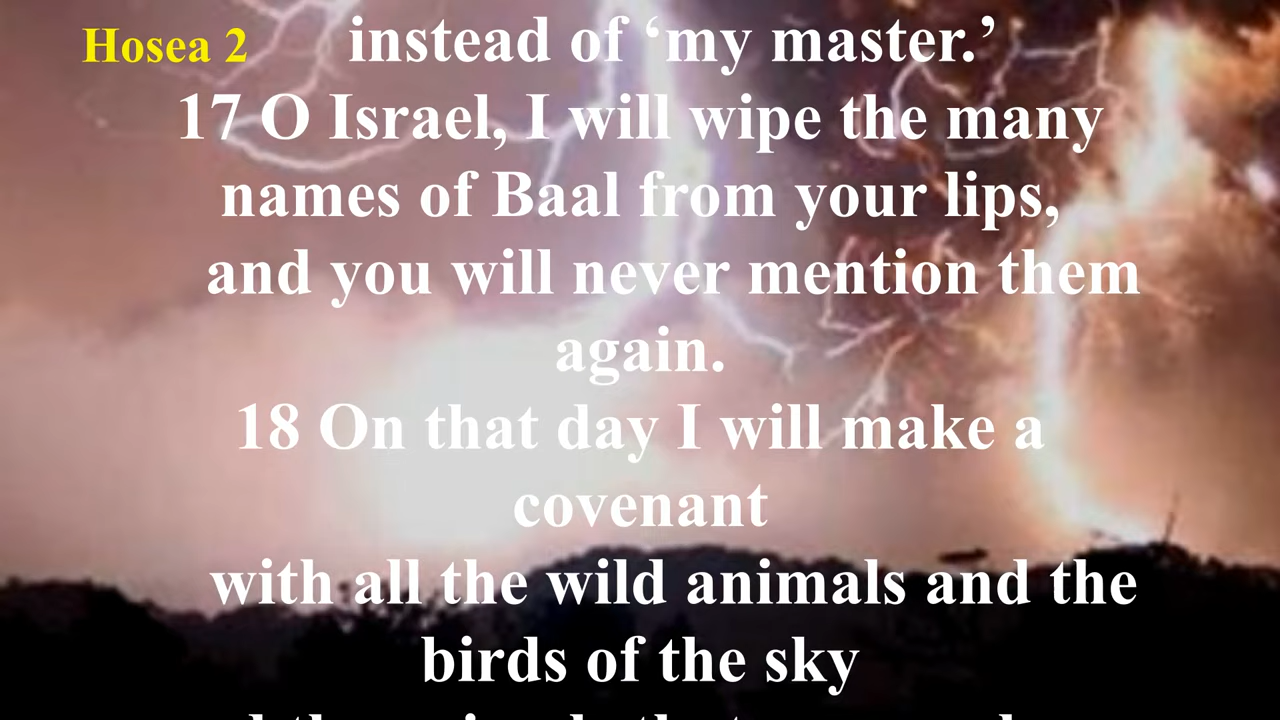 Hosea 2
instead of ‘my master.’
17 O Israel, I will wipe the many
names of Baal from your lips,
and you will never mention them
again.
18 On that day I will make a
covenant
with all the wild animals and the
birds of the sky